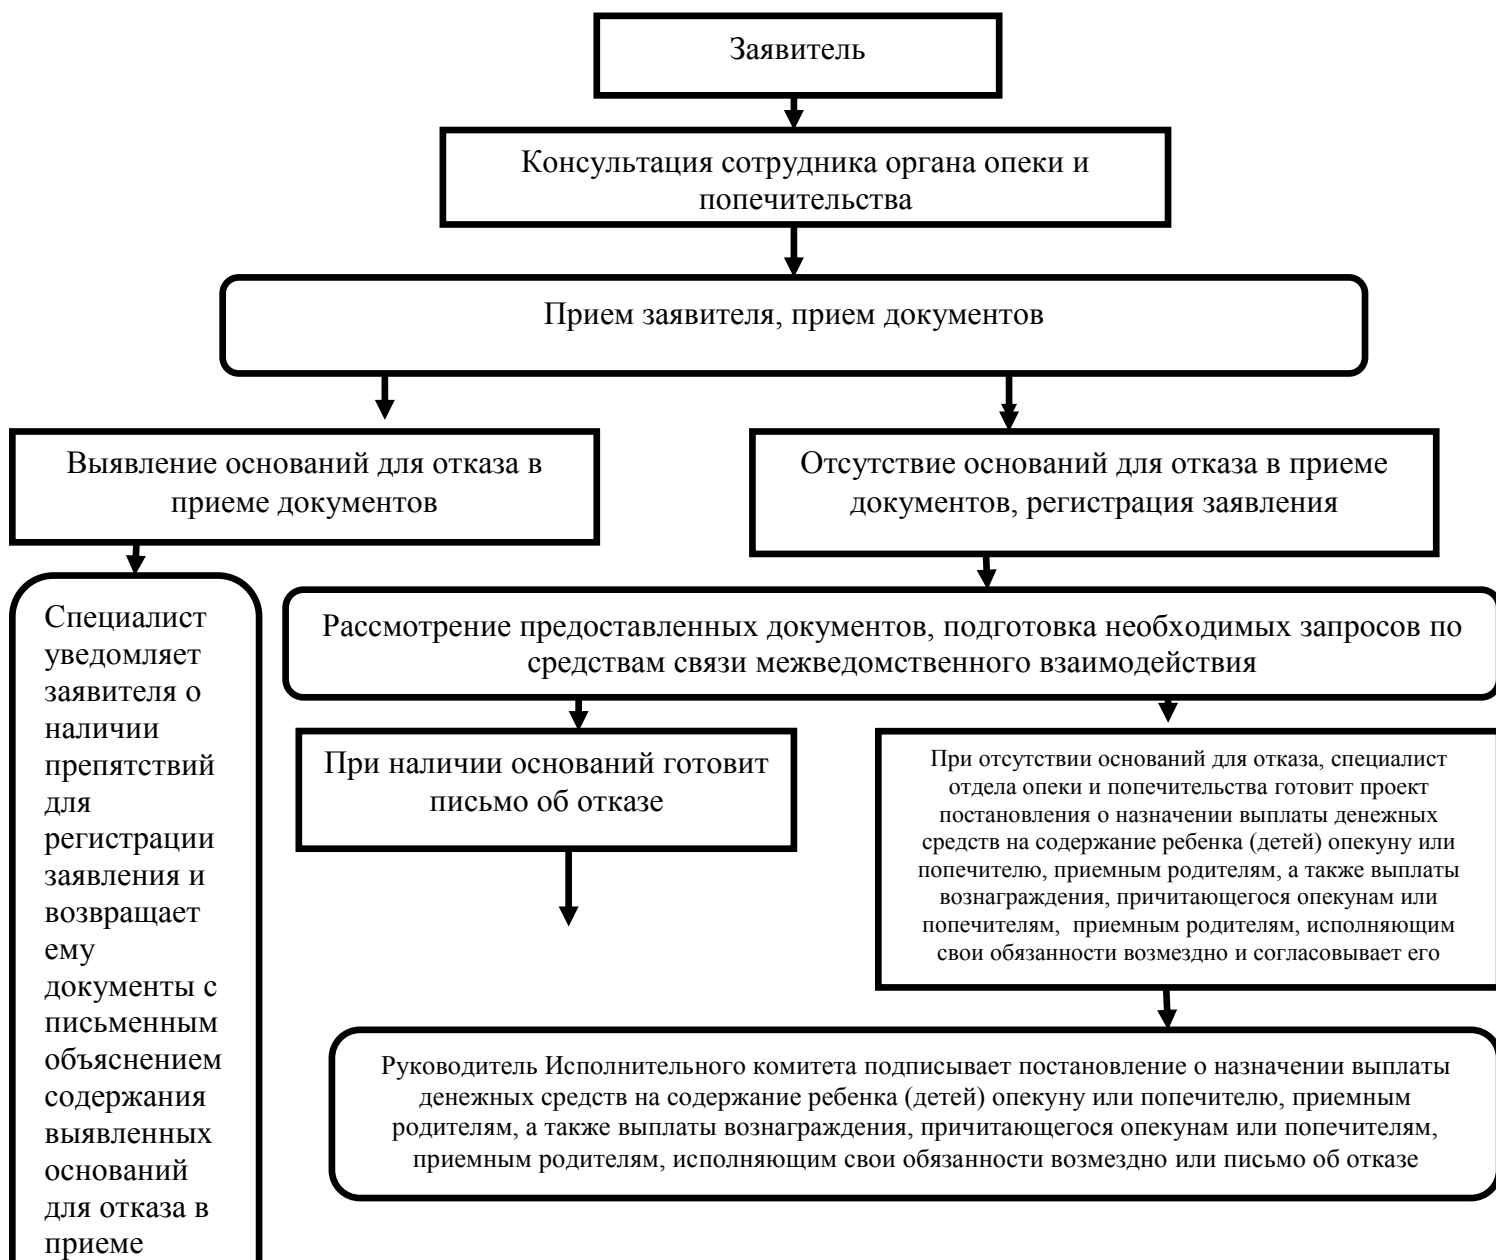 Заявитель
Консультация сотрудника органа опеки и
попечительства
Прием заявителя, прием документов
Выявление оснований для отказа в
приеме документов
Отсутствие оснований для отказа в приеме
документов, регистрация заявления
Специалист
уведомляет
заявителя о
наличии
препятствий
для
регистрации
заявления и
возвращает
ему
документы с
письменным
объяснением
содержания
выявленных
оснований
для отказа в
приеме
Рассмотрение предоставленных документов, подготовка необходимых запросов по
средствам связи межведомственного взаимодействия
При наличии оснований готовит
письмо об отказе
При отсутствии оснований для отказа, специалист
отдела опеки и попечительства готовит проект
постановления о назначении выплаты денежных
средств на содержание ребенка (детей) опекуну или
попечителю, приемным родителям, а также выплаты
вознаграждения, причитающегося опекунам или
попечителям, приемным родителям, исполняющим
свои обязанности возмездно и согласовывает его
Руководитель Исполнительного комитета подписывает постановление о назначении выплаты
денежных средств на содержание ребенка (детей) опекуну или попечителю, приемным
родителям, а также выплаты вознаграждения, причитающегося опекунам или попечителям,
приемным родителям, исполняющим свои обязанности возмездно или письмо об отказе